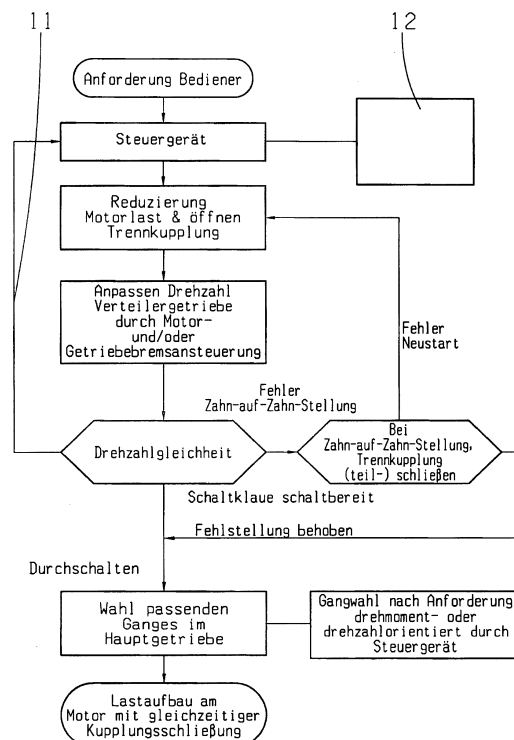 11
12
Anforderung Bediener
Steuergerät
Reduzierung
Motorlast & öffnen
Trennkupplung
Anpassen Drehzahl
Verteilergetriebe
durch Motor-
und/oder
Getriebebremsansteuerung
Fehler
Neustart
Fehler
Zahn-auf-Zahn-Stellung
Drehzahlgleichheit
Bei
Zahn-auf-Zahn-Stellung,
Trennkupplung
(teil-) schließen
Schaltklaue schaltbereit
Fehlstellung behoben
Durchschalten
Wahl passenden
Ganges im
Hauptgetriebe
Gangwahl nach Anforderung
drehmoment- oder
drehzahlorientiert durch
Steuergerät
Lastaufbau am
Motor mit gleichzeitiger
Kupplungsschließung